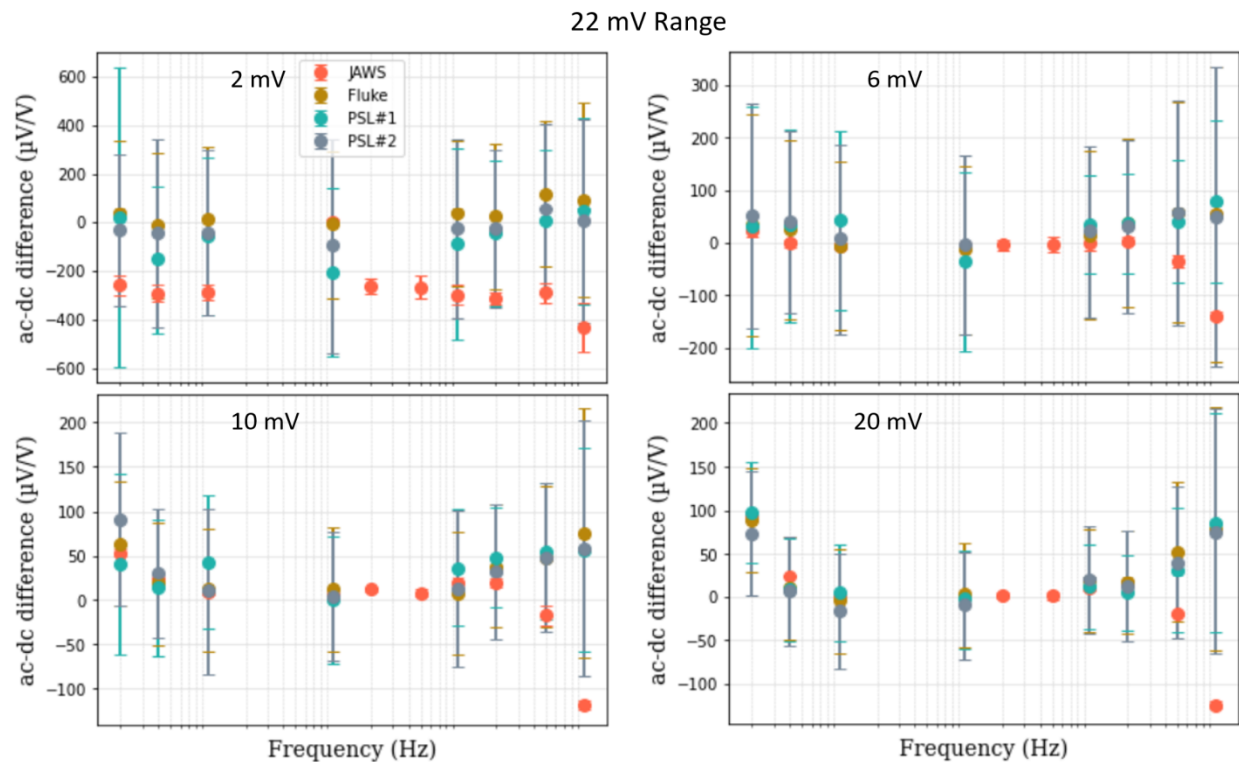 22 mV Range
2 mV
JAWS
Fluke
PSL#1
PSL#2
ac-dc difference (µV/V)
600
400
200
0
−200
−400
−600
6 mV
ac-dc difference (µV/V)
300
200
100
0
−100
−200
10 mV
ac-dc difference (µV/V)
200
150
100
50
0
−50
−100
Frequency (Hz)
20 mV
ac-dc difference (µV/V)
200
150
100
50
0
−50
−100
Frequency (Hz)